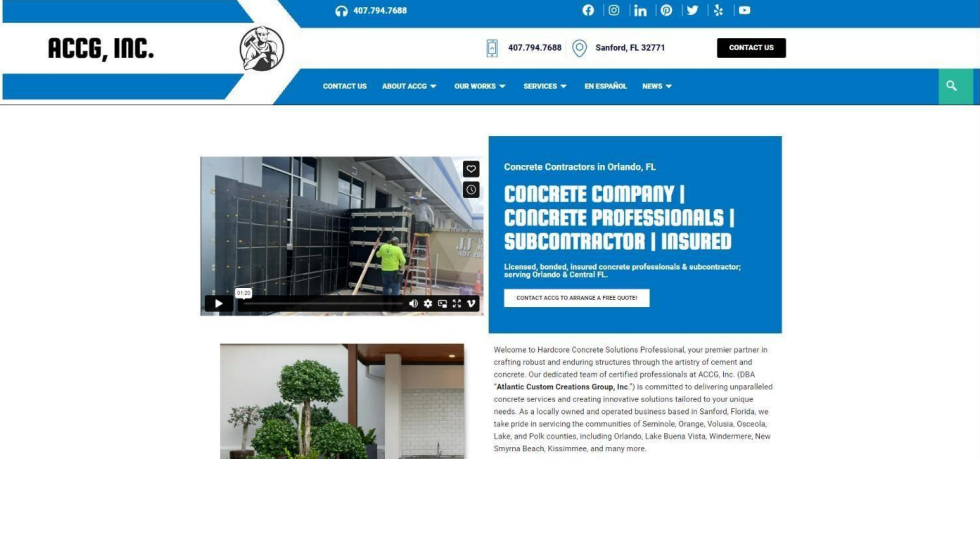 407.794.7688
ACCG, INC.
407.794.7688
Sanford, FL 32771
CONTACT US
CONTACT US
ABOUT ACCG
OUR WORKS
SERVICES
EN ESPAÑOL
NEWS
01:20
Concrete Contractors in Orlando, FL
CONCRETE COMPANY |
CONCRETE PROFESSIONALS |
SUBCONTRACTOR | INSURED
Licensed, bonded, insured concrete professionals & subcontractor;
serving Orlando & Central FL.
CONTACT ACCG TO ARRANGE A FREE QUOTE!
Welcome to Hardcore Concrete Solutions Professional, your premier partner in
crafting robust and enduring structures through the artistry of cement and
concrete. Our dedicated team of certified professionals at ACCG, Inc. (DBA
"Atlantic Custom Creations Group, Inc.") is committed to delivering unparalleled
concrete services and creating innovative solutions tailored to your unique
needs. As a locally owned and operated business based in Sanford, Florida, we
take pride in servicing the communities of Seminole, Orange, Volusia, Osceola,
Lake, and Polk counties, including Orlando, Lake Buena Vista, Windermere, New
Smyrna Beach, Kissimmee, and many more.